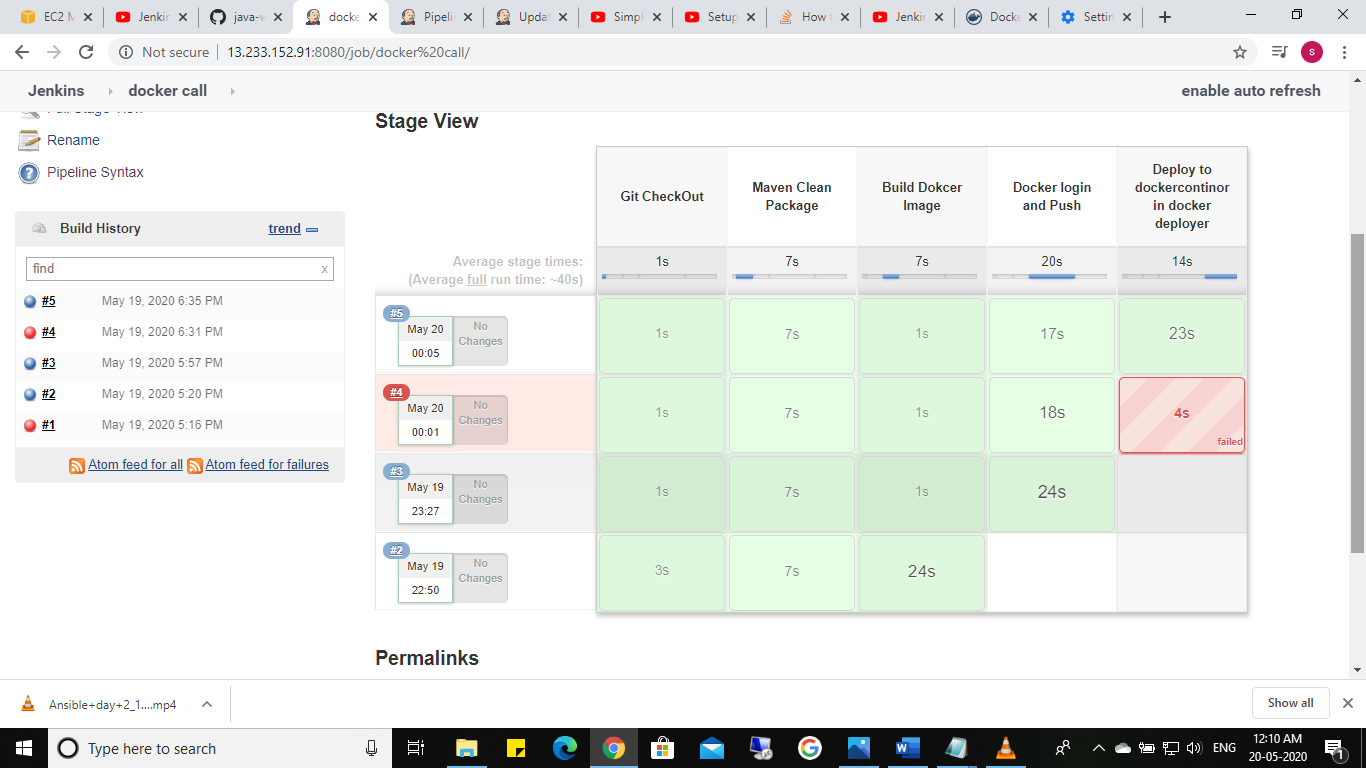 EC2 M
Jenkin
java-w
docke
Pipeli
Updat
Simpl
Setup
How t
Jenkin
Docke
Settin
Not secure
13.233.152.91:8080/job/docker%20call/
s
Jenkins
docker call
enable auto refresh
Rename
Pipeline Syntax
Build History
trend
find
x
#5
May 19, 2020 6:35 PM
#4
May 19, 2020 6:31 PM
#3
May 19, 2020 5:57 PM
#2
May 19, 2020 5:20 PM
#1
May 19, 2020 5:16 PM
Atom feed for all
Atom feed for failures
Stage View
Git CheckOut
Maven Clean
Package
Build Dokcer
Image
Docker login
and Push
Deploy to
dockercontinor
in docker
deployer
Average stage times:
(Average full run time: ~40s)
1s
7s
7s
20s
14s
#5
May 20
00:05
No
Changes
1s
7s
1s
17s
23s
#4
May 20
00:01
No
Changes
1s
7s
1s
18s
4s
failed
#3
May 19
23:27
No
Changes
1s
7s
1s
24s
#2
May 19
22:50
No
Changes
3s
7s
24s
Permalinks
Ansible+day+2_1....mp4
Show all
Type here to search
ENG
12:10 AM
20-05-2020
1